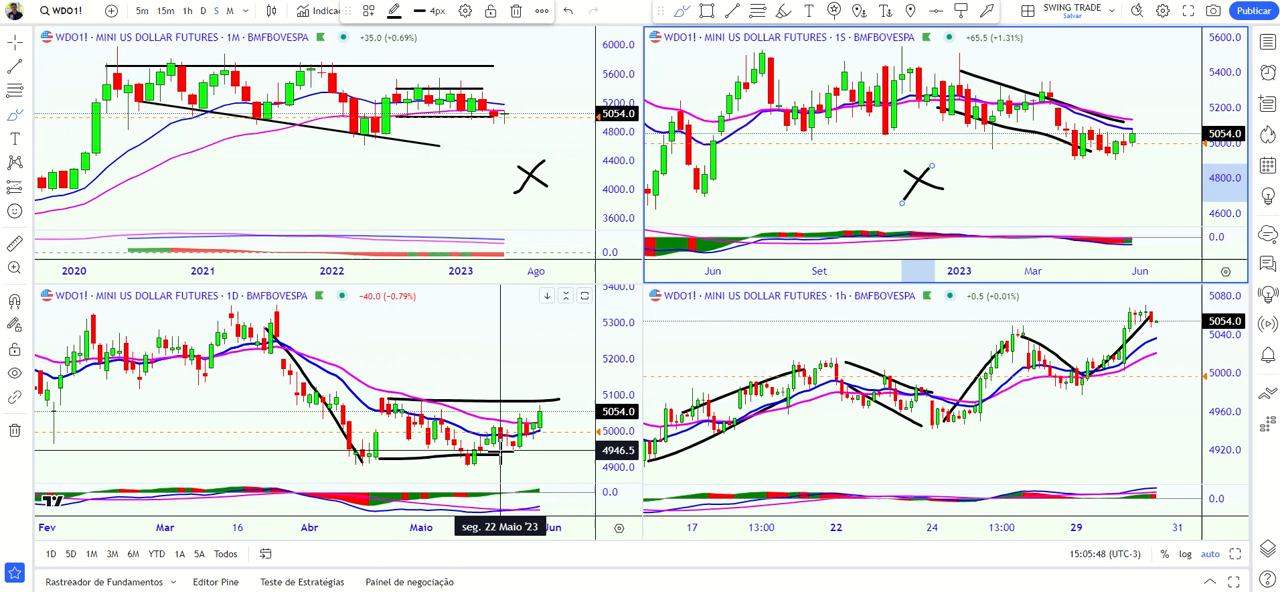 WDO1! 5m 15m 1h D S M Indica 4px SWING TRADE Publicar
Salvar
WDO1! · MINI US DOLLAR FUTURES · 1M · BMFBOVESPA +35.0 (+0.69%)
6000.0
5600.0
5200.0
5054.0
4800.0
4400.0
4000.0
3600.0
0.0
2020 2021 2022 2023 Ago
WDO1! · MINI US DOLLAR FUTURES · 1S · BMFBOVESPA +65.5 (+1.31%)
5600.0
5400.0
5200.0
5054.0
5000.0
4800.0
4600.0
0.0
Jun Set 2023 Mar Jun
WDO1! · MINI US DOLLAR FUTURES · 1D · BMFBOVESPA -40.0 (-0.79%)
5400.0
5300.0
5200.0
5100.0
5054.0
5000.0
4946.5
4900.0
0.0
Fev Mar 16 Abr Maio seg. 22 Maio '23 Jun
WDO1! · MINI US DOLLAR FUTURES · 1h · BMFBOVESPA +0.5 (+0.01%)
5080.0
5054.0
5040.0
5000.0
4960.0
4920.0
0.0
17 13:00 22 24 13:00 29 31
1D 5D 1M 3M 6M YTD 1A 5A Todos 15:05:48 (UTC-3) % log auto
Rastreador de Fundamentos Editor Pine Teste de Estratégias Painel de negociação